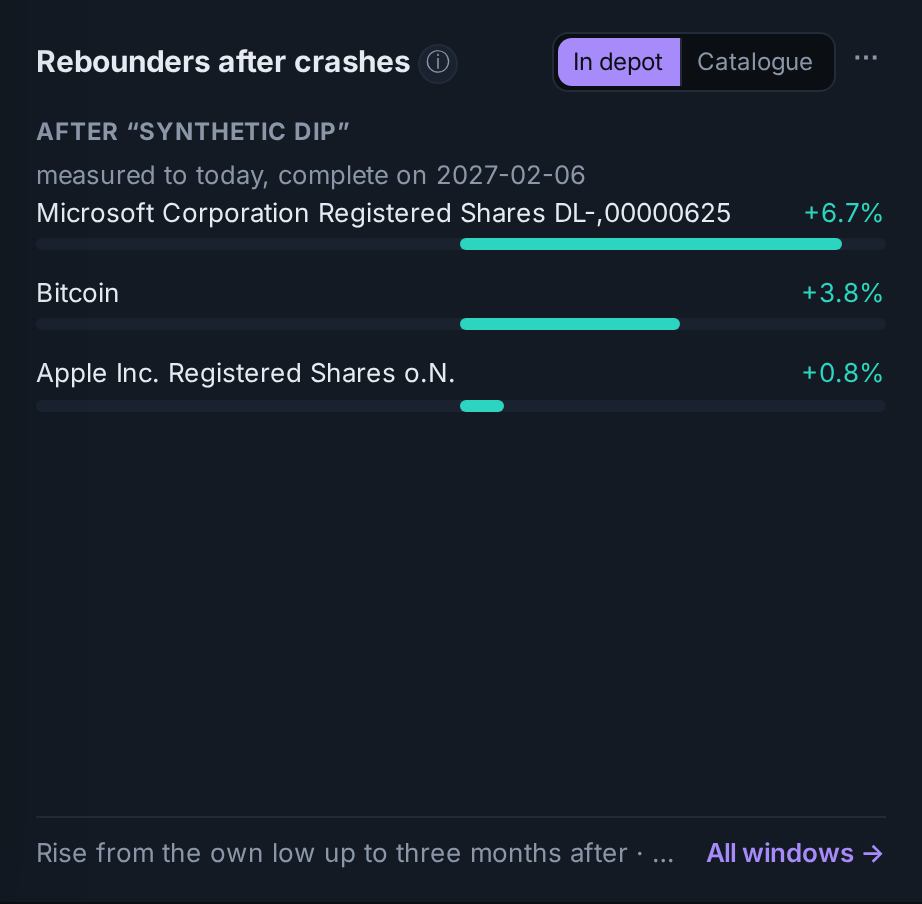 Rebounders after crashes ⓘ In depot Catalogue ...
AFTER “SYNTHETIC DIP”
measured to today, complete on 2027-02-06
Microsoft Corporation Registered Shares DL-,00000625 +6.7%
Bitcoin +3.8%
Apple Inc. Registered Shares o.N. +0.8%
Rise from the own low up to three months after · ... All windows →